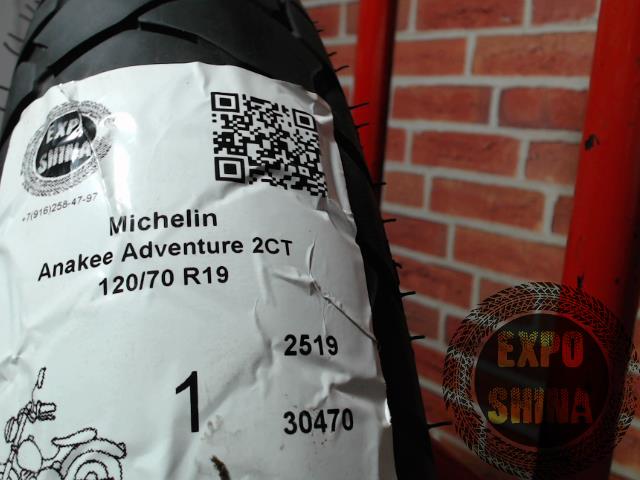 EXPO
SHINA
+7(916)258-47-97
Michelin
Anakee Adventure 2CT
120/70 R19
2519
1
30470
EXPO
SHINA